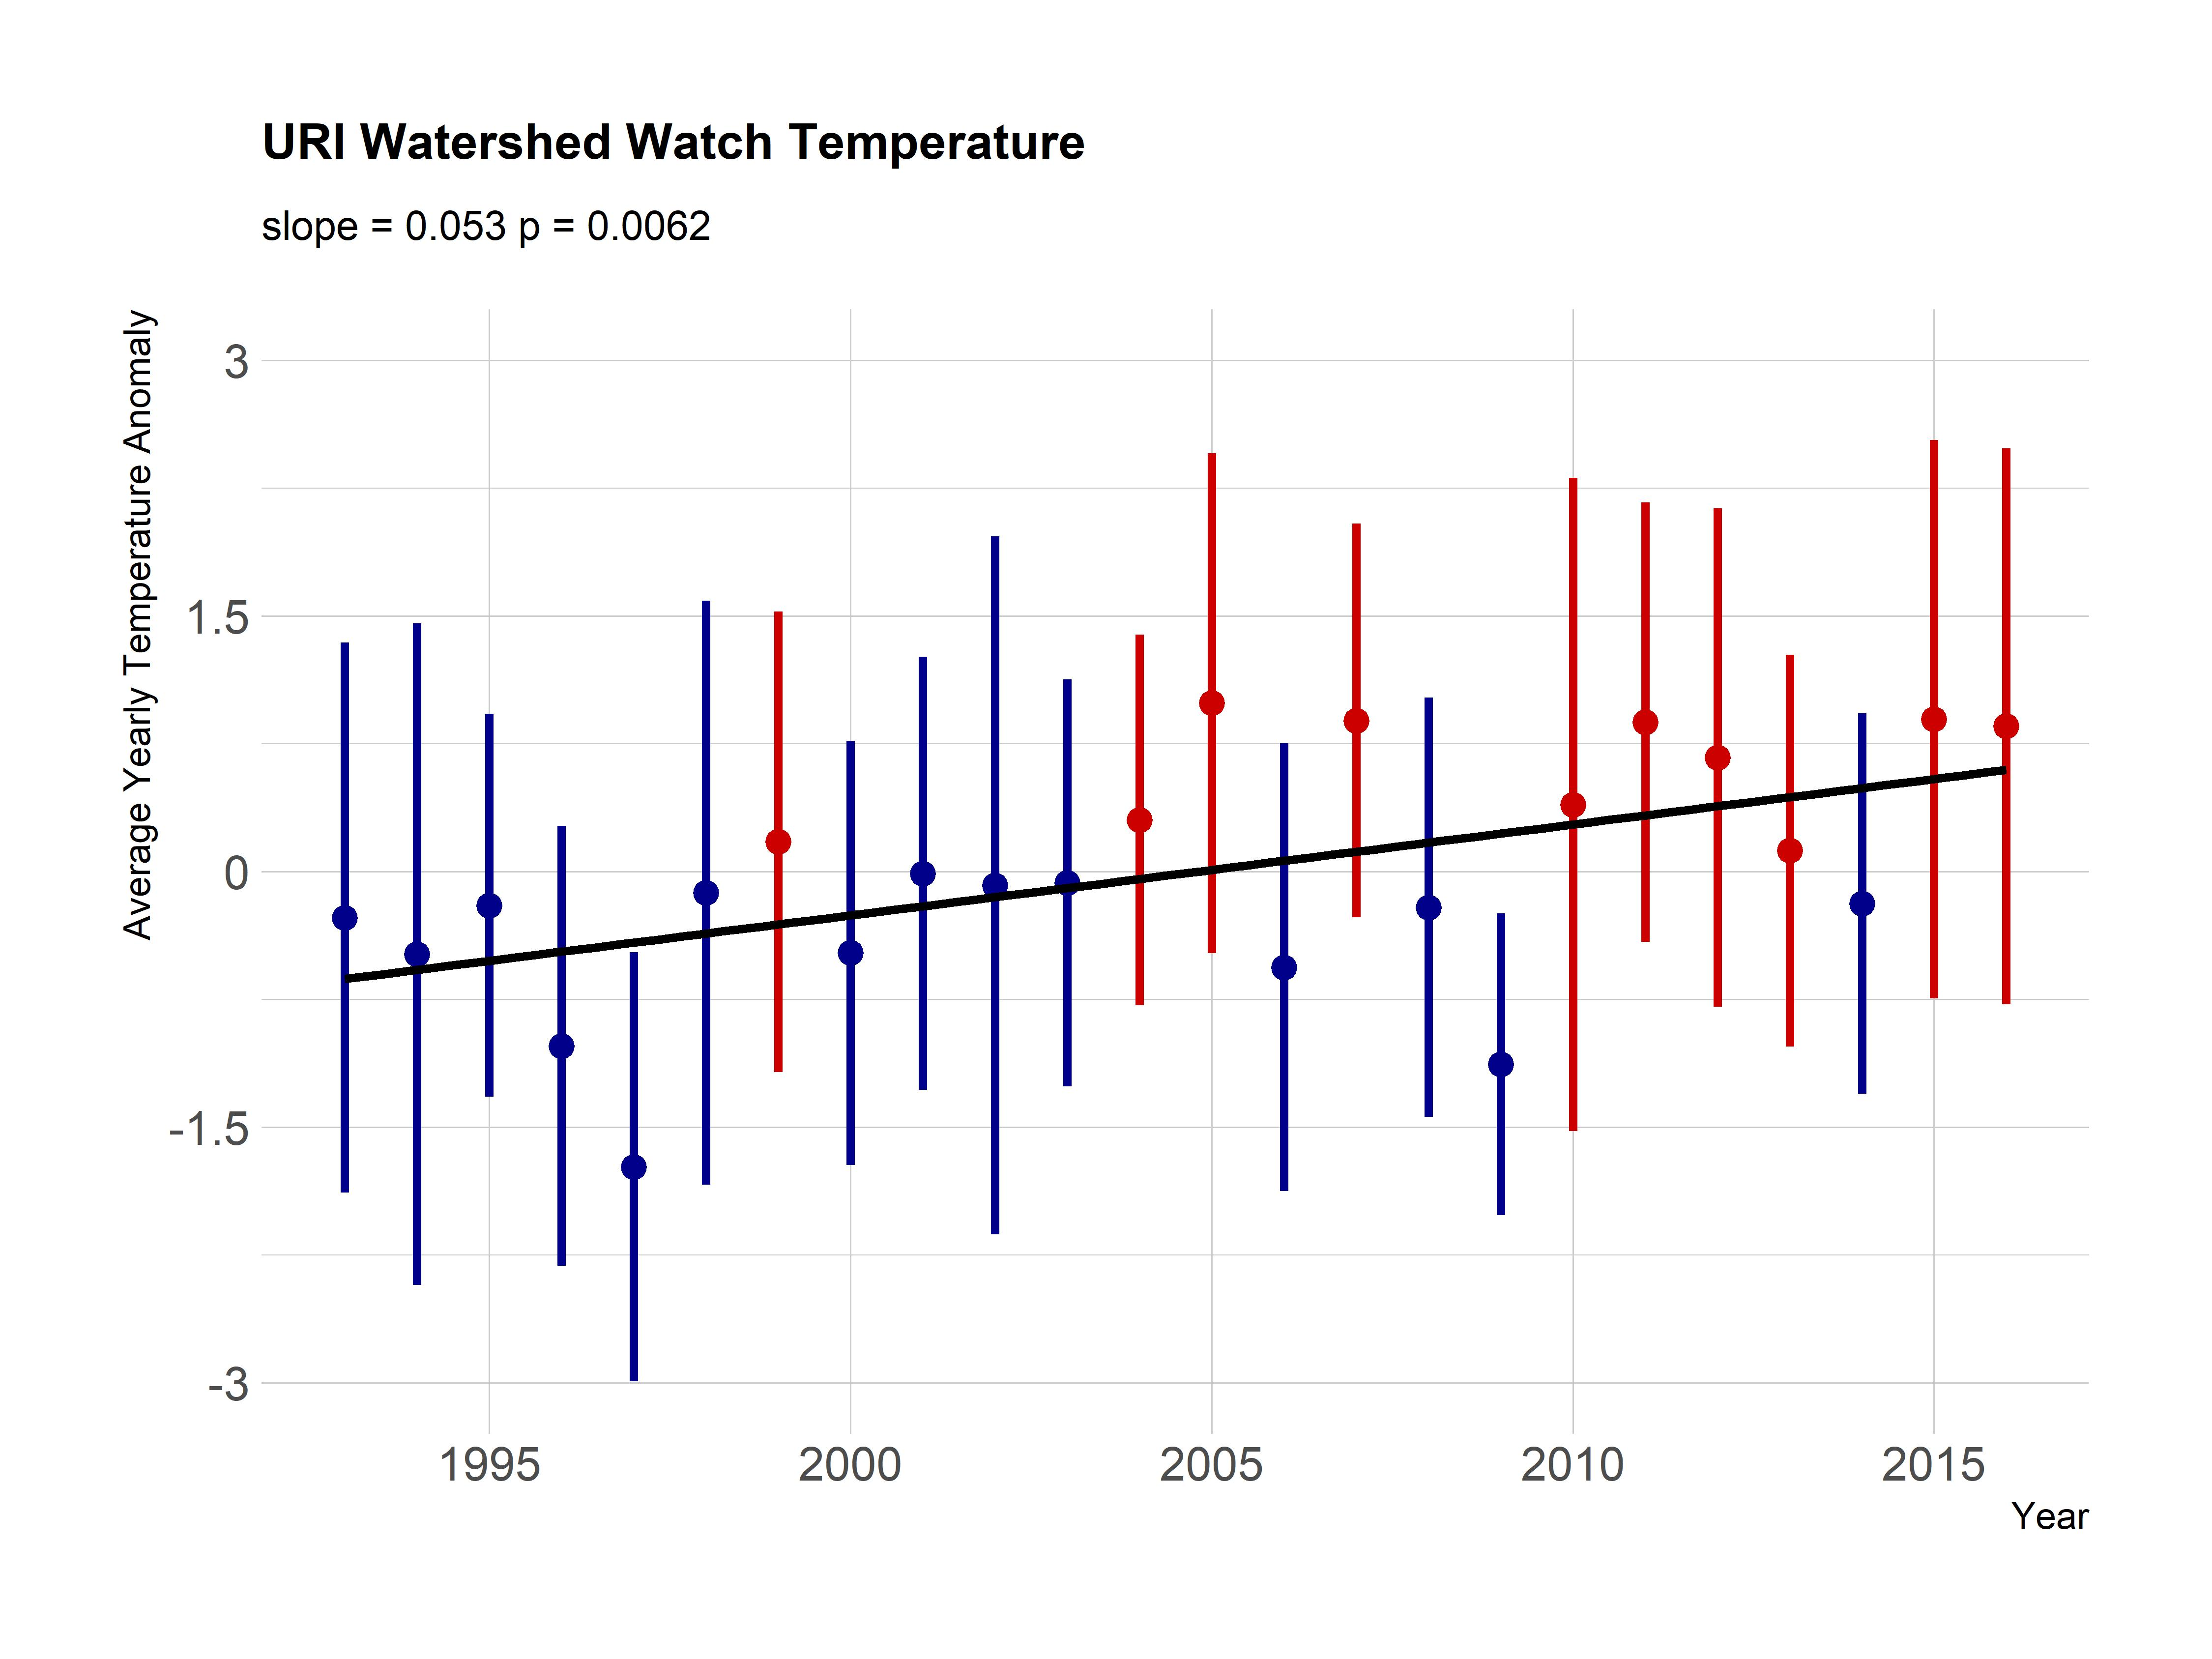 URI Watershed Watch Temperature
slope = 0.053 p = 0.0062
Average Yearly Temperature Anomaly
3
1.5
0
-1.5
-3
1995
2000
2005
2010
2015
Year